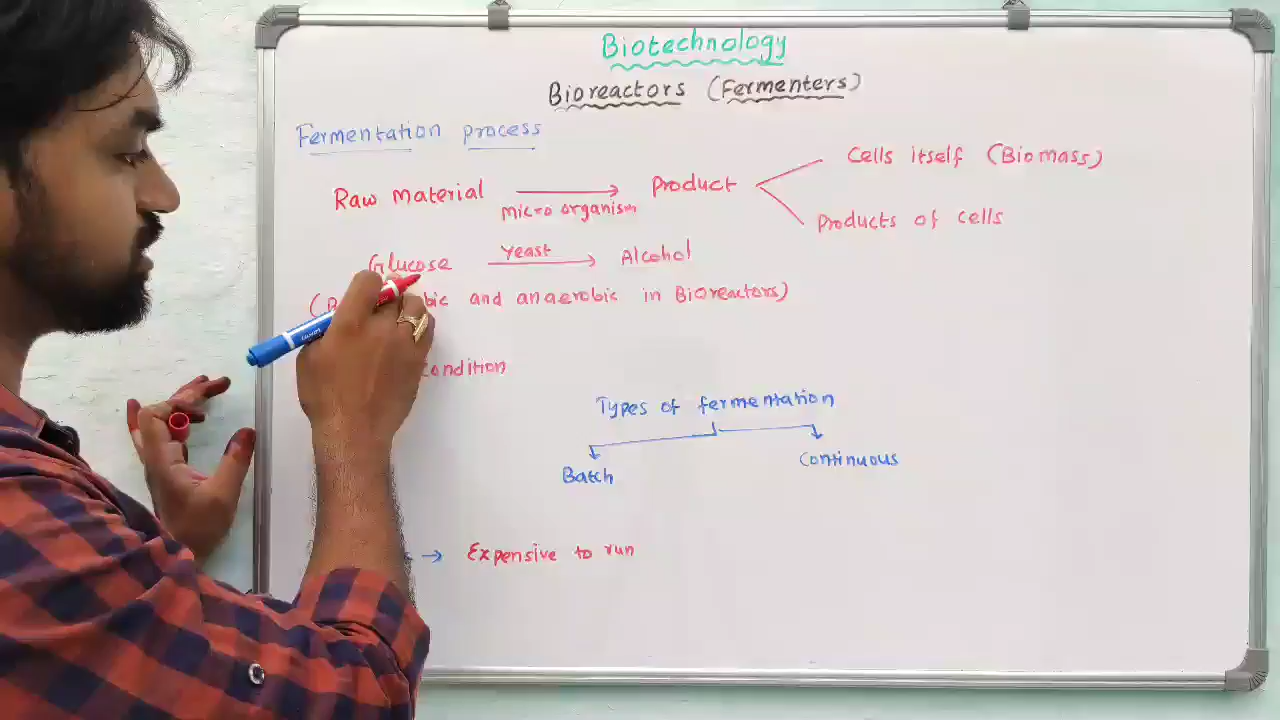 Biotechnology
Bioreactors (Fermenters)
Fermentation process
Raw material → Product
micro organism
Cells itself (Biomass)
Products of cells
Glucose → Alcohol
Yeast
and anaerobic in Bioreactors)
condition
Types of fermentation
Batch
Continuous
→ Expensive to run